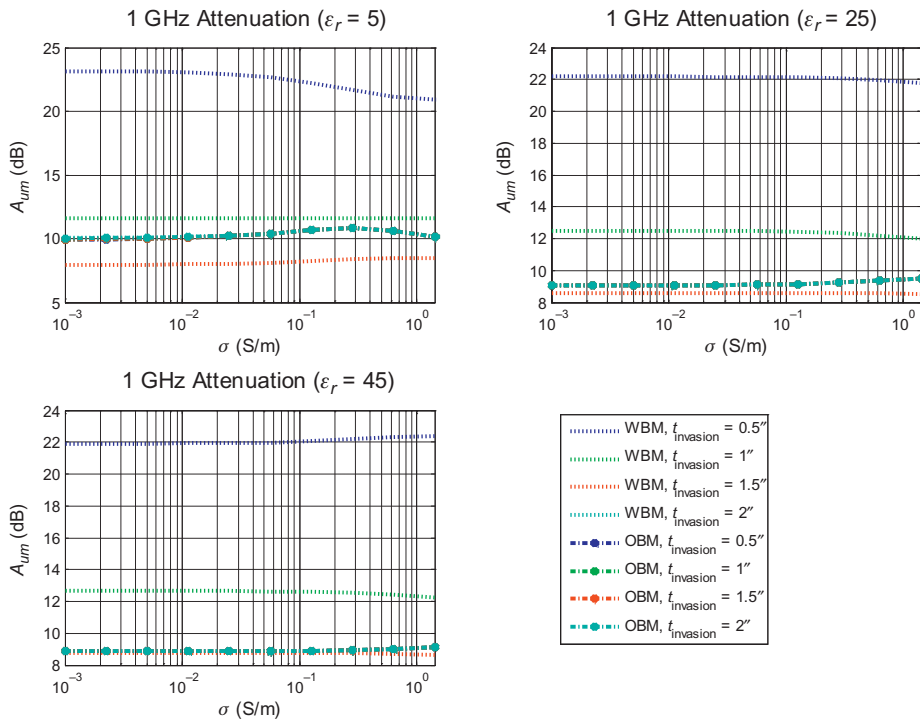 1 GHz Attenuation (εr = 5)
25
20
15
10
5
Aum (dB)
10−3
10−2
10−1
100
σ (S/m)
1 GHz Attenuation (εr = 25)
24
22
20
18
16
14
12
10
8
Aum (dB)
10−3
10−2
10−1
100
σ (S/m)
1 GHz Attenuation (εr = 45)
24
22
20
18
16
14
12
10
8
Aum (dB)
10−3
10−2
10−1
100
σ (S/m)
WBM, tinvasion = 0.5″
WBM, tinvasion = 1″
WBM, tinvasion = 1.5″
WBM, tinvasion = 2″
OBM, tinvasion = 0.5″
OBM, tinvasion = 1″
OBM, tinvasion = 1.5″
OBM, tinvasion = 2″